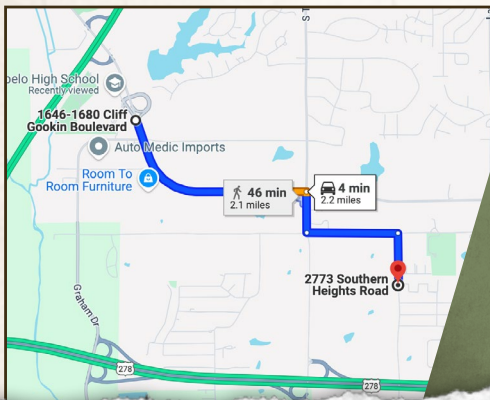 S T
pelo High School
Recently viewed
1646-1680 Cliff
Gookin Boulevard
Auto Medic Imports
Room To
Room Furniture
46 min
2.1 miles
4 min
2.2 miles
2773 Southern
Heights Road
Graham Dr
278
278